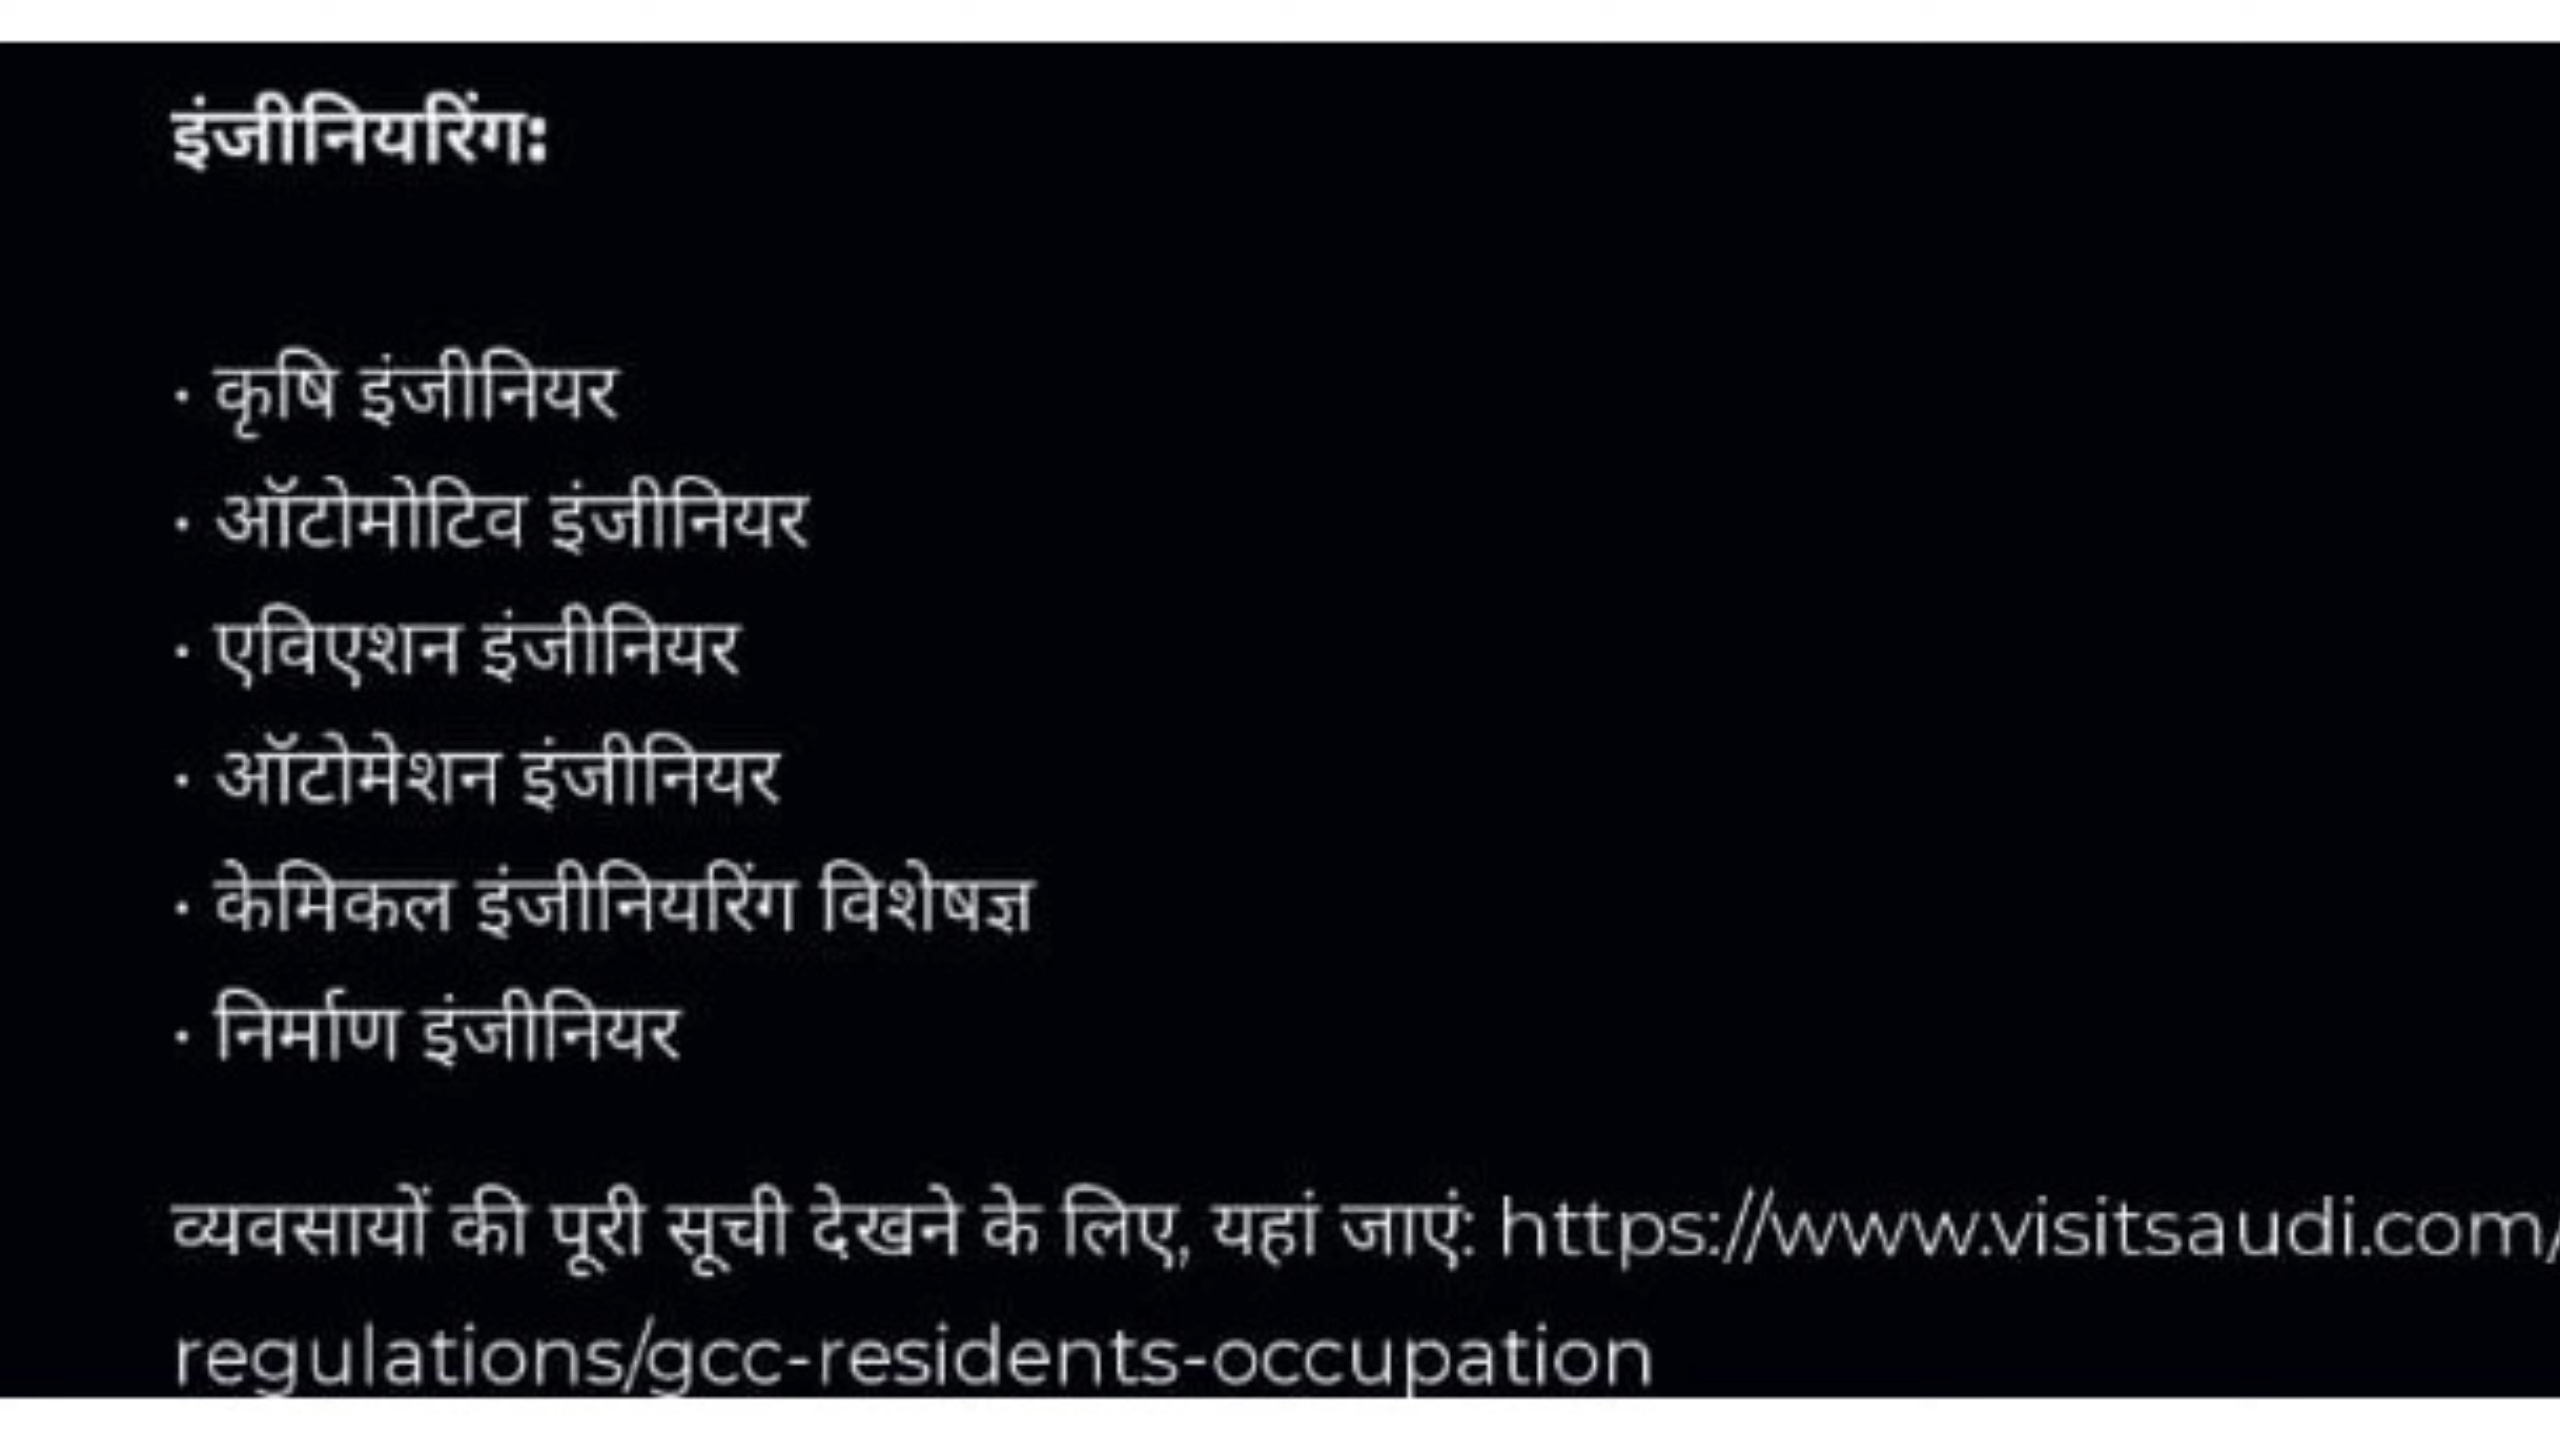 इंजीनियरिंग:
· कृषि इंजीनियर
· ऑटोमोटिव इंजीनियर
· एविएशन इंजीनियर
· ऑटोमेशन इंजीनियर
· केमिकल इंजीनियरिंग विशेषज्ञ
· निर्माण इंजीनियर
व्यवसायों की पूरी सूची देखने के लिए, यहां जाएं: https://www.visitsaudi.com/
regulations/gcc-residents-occupation